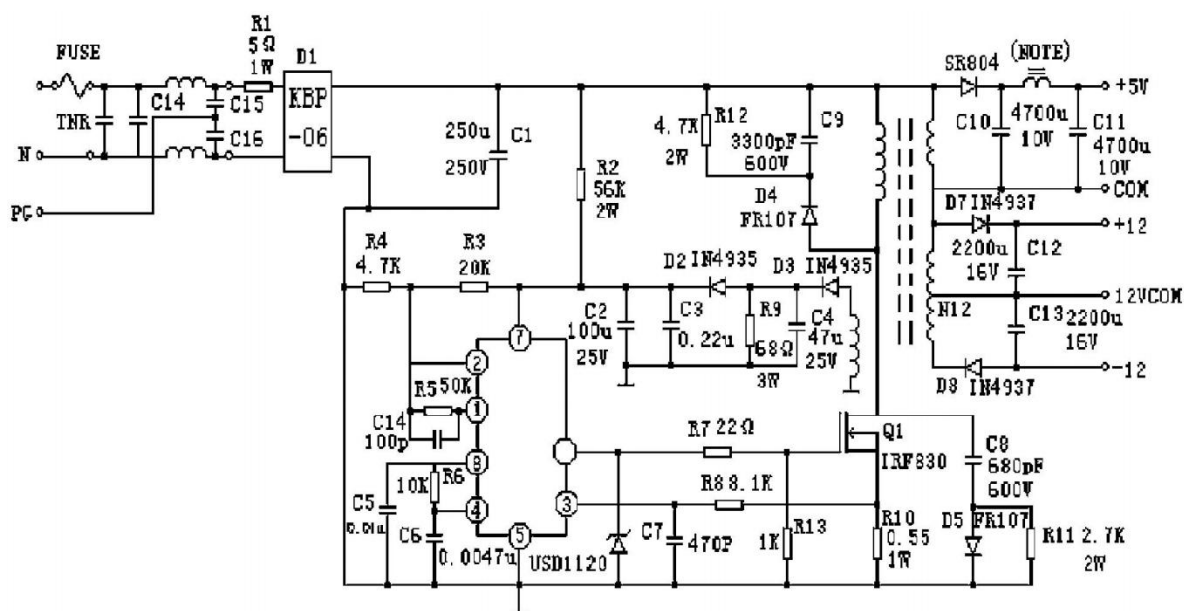 FUSE
TNR
N
PG
C14
C15
C16
R1
5Ω
1W
D1
KBP
-06
250u
250V
C1
R2
56K
2W
4.7K
R12
2W
C9
3300pF
600V
D4
FR107
SR804
(NOTE)
+5V
C10
4700u
10V
C11
4700u
10V
COM
D7IN4937
+12
2200u
16V
C12
12VCOM
N12
C13
2200u
16V
-12
D8
IN4937
R4
4.7K
R3
20K
D2
IN4935
D3
IN4935
C2
100u
25V
C3
0.22u
R9
68Ω
3W
C4
47u
25V
7
2
R5
50K
1
C14
100p
8
R6
10K
4
C5
0.01u
C6
0.0047u
5
3
USD1120
R7 22Ω
R8 8.1K
C7
470P
R13
1K
Q1
IRF830
R10
0.55
1W
C8
680pF
600V
D5
FR107
R11 2.7K
2W